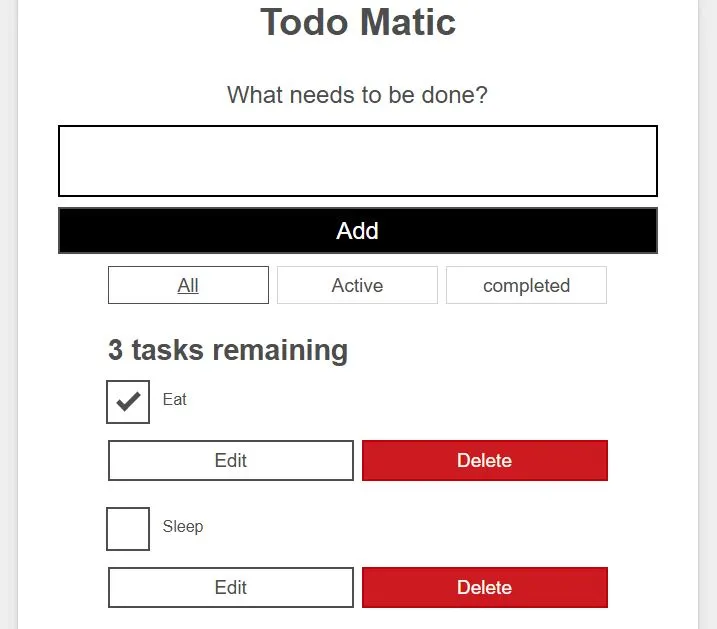 Todo Matic
What needs to be done?
Add
All Active completed
3 tasks remaining
Eat
Edit Delete
Sleep
Edit Delete